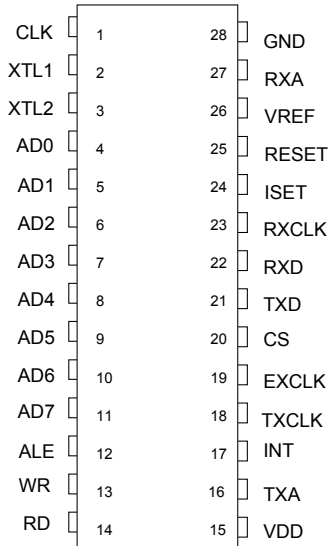 CLK 1 28 GND
XTL1 2 27 RXA
XTL2 3 26 VREF
AD0 4 25 RESET
AD1 5 24 ISET
AD2 6 23 RXCLK
AD3 7 22 RXD
AD4 8 21 TXD
AD5 9 20 CS
AD6 10 19 EXCLK
AD7 11 18 TXCLK
ALE 12 17 INT
WR 13 16 TXA
RD 14 15 VDD